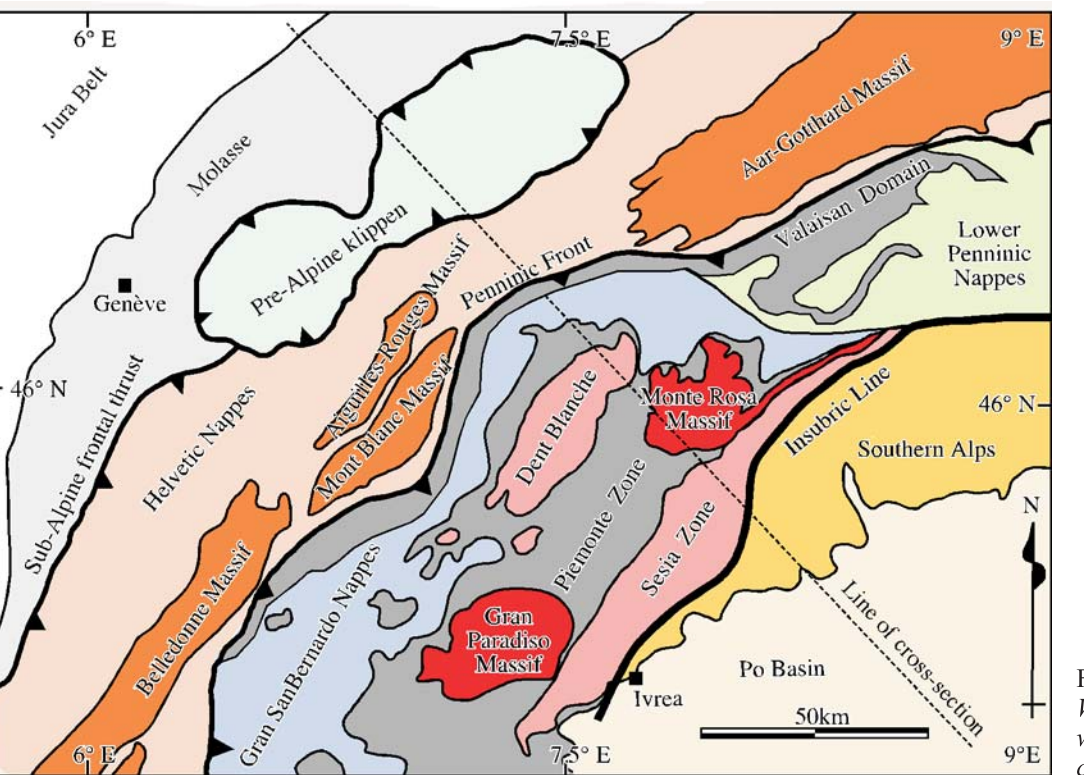 6° E
7.5° E
9° E
Jura Belt
Molasse
Aar-Gotthard Massif
Valaisan Domain
Lower
Penninic
Nappes
Genève
Pre-Alpine klippen
Penninic Front
Aiguilles-Rouges Massif
Mont Blanc Massif
46° N
Sub-Alpine frontal thrust
Helvetic Nappes
Dent Blanche
Monte Rosa
Massif
Insubric Line
46° N
Southern Alps
Piemonte Zone
Sesia Zone
N
Belledonne Massif
Gran SanBernardo Nappes
Gran
Paradiso
Massif
Line of cross-section
Po Basin
Ivrea
50km
6° E
7.5° E
9°E